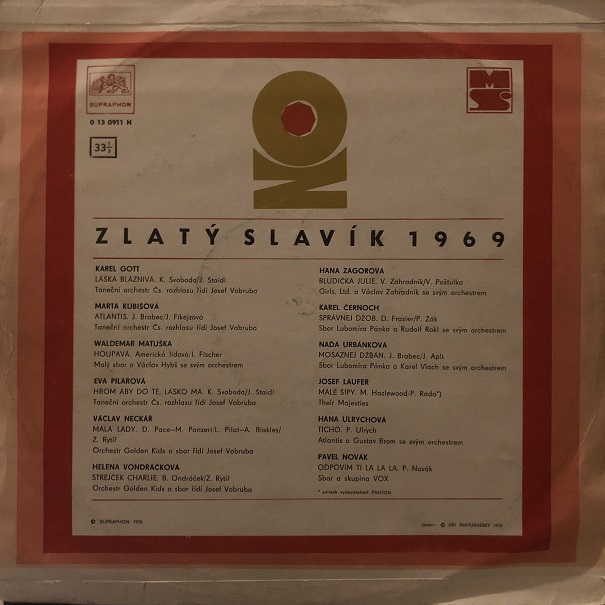 SUPRAPHON
0 13 0911 H
33⅓
NO
ZLATÝ SLAVÍK 1969
KAREL GOTT
LÁSKA BLÁZNIVÁ. K. Svoboda/J. Staidl
Taneční orchestr Čs. rozhlasu řídí Josef Vobruba
MARTA KUBIŠOVÁ
ATLANTIS. J. Brabec/J. Fikejzová
Taneční orchestr Čs. rozhlasu řídí Josef Vobruba
WALDEMAR MATUŠKA
HOUPAVÁ. Americká lidová/I. Fischer
Malý sbor a Václav Hybš se svým orchestrem
EVA PILAROVÁ
HROM ABY DO TĚ, LÁSKO MÁ. K. Svoboda/J. Staidl
Taneční orchestr Čs. rozhlasu řídí Josef Vobruba
VÁCLAV NECKÁŘ
MALÁ LADY. D. Pace—M. Panzeri/L. Pilat—A. Blakley/
Z. Rytíř
Orchestr Golden Kids a sbor řídí Josef Vobruba
HELENA VONDRÁČKOVÁ
STREJČEK CHARLIE. B. Ondráček/Z. Rytíř
Orchestr Golden Kids a sbor řídí Josef Vobruba
HANA ZAGOROVÁ
BLUDIČKA JULIE. V. Zahradník/V. Poštulka
Girls, Ltd. a Václav Zahradník se svým orchestrem
KAREL ČERNOCH
SPRÁVNEJ DŽOB. D. Frazier/P. Žák
Sbor Lubomíra Pánka a Rudolf Rokl se svým orchestrem
NAĎA URBÁNKOVÁ
MOSAZNEJ DŽBÁN. J. Brabec/J. Aplt
Sbor Lubomíra Pánka a Karel Vlach se svým orchestrem
JOSEF LAUFER
MALÉ ŠÍPY. M. Hazlewood/P. Rada*)
Their Majesties
HANA ULRYCHOVÁ
TICHO. P. Ulrych
Atlantis a Gustav Brom se svým orchestrem
PAVEL NOVÁK
ODPOVÍM TI LA LA LA. P. Novák
Sbor a skupina VOX
* snímek vydavatelství PANTON
© SUPRAPHON 1970